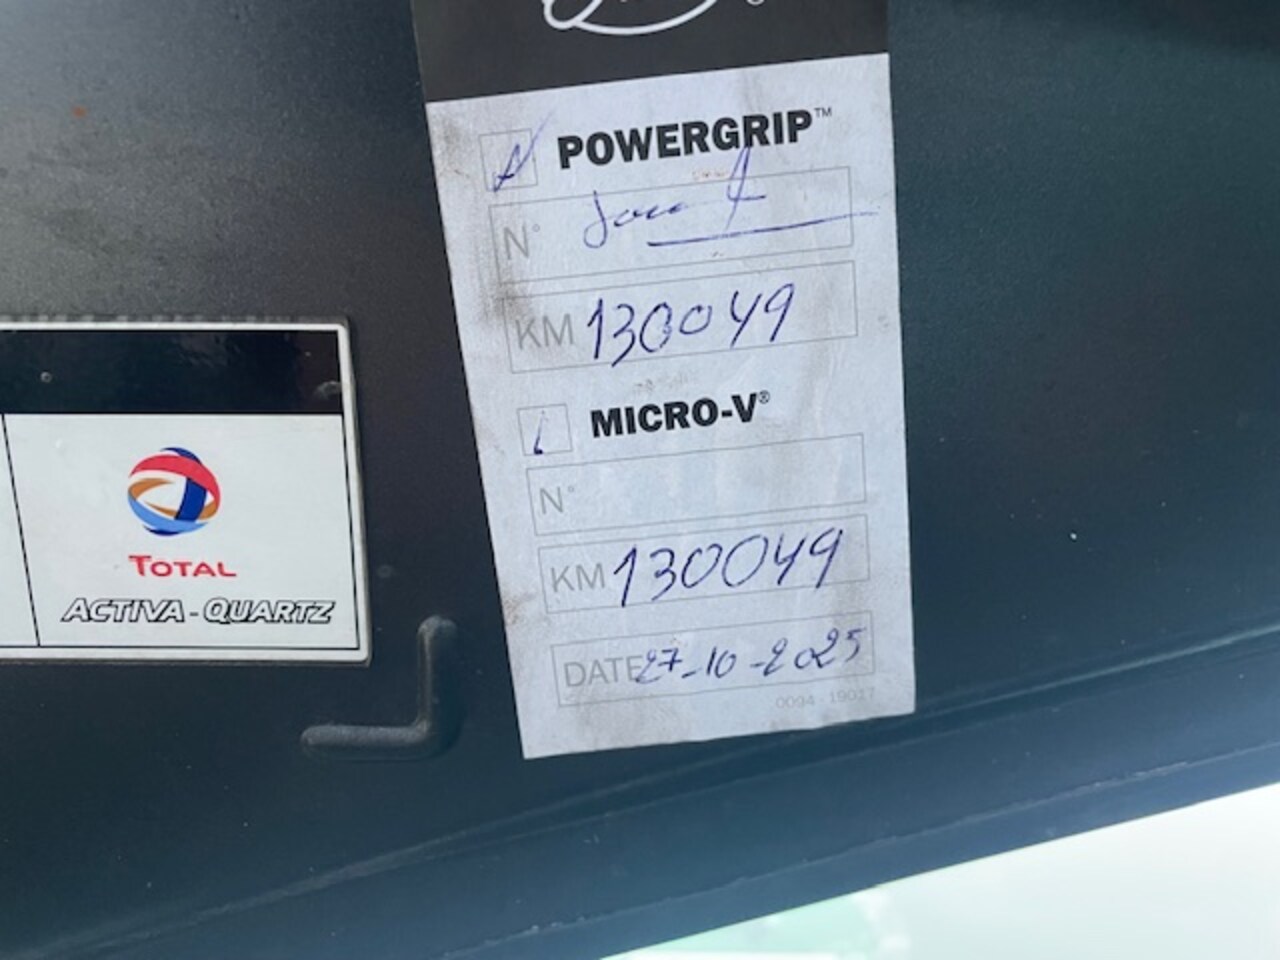 POWERGRIP™
N°
KM 130049
MICRO-V®
N°
KM 130049
DATE 27-10-2025
0094 - 19017
TOTAL
ACTIVA-QUARTZ